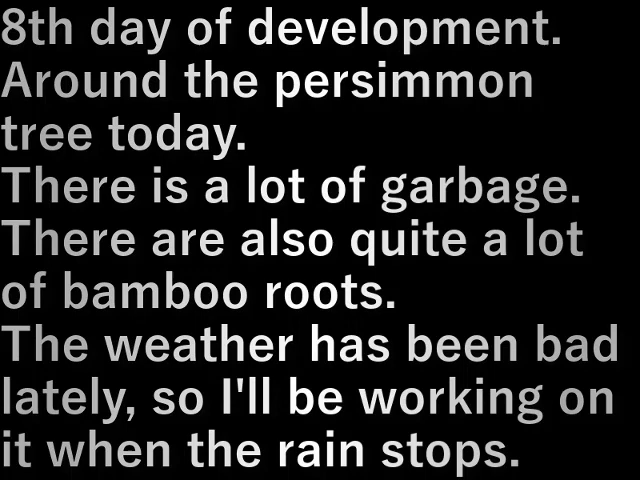 8th day of development.
Around the persimmon
tree today.
There is a lot of garbage.
There are also quite a lot
of bamboo roots.
The weather has been bad
lately, so I'll be working on
it when the rain stops.